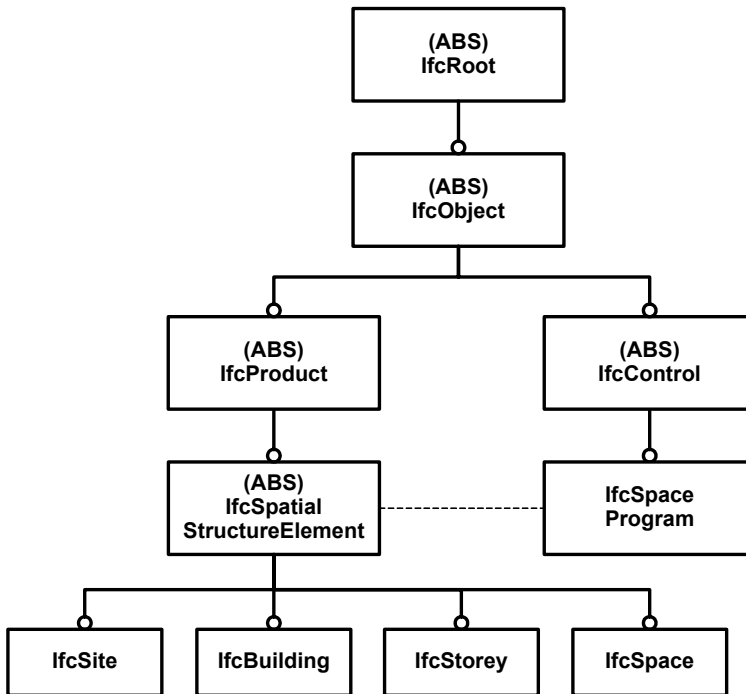 (ABS)
IfcRoot
(ABS)
IfcObject
(ABS)
IfcProduct
(ABS)
IfcControl
(ABS)
IfcSpatial
StructureElement
IfcSpace
Program
IfcSite
IfcBuilding
IfcStorey
IfcSpace